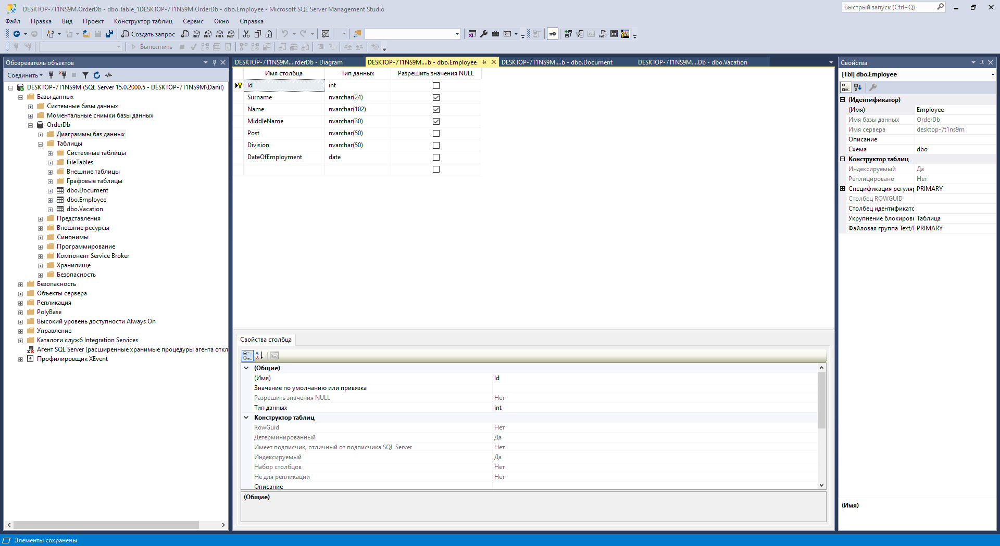 DESKTOP-7T1NS9M.OrderDb - dbo.Table_1DESKTOP-7T1NS9M.OrderDb - dbo.Employee - Microsoft SQL Server Management Studio
Быстрый запуск (Ctrl+Q)
Файл Правка Вид Проект Конструктор таблиц Сервис Окно Справка
Создать запрос
MDX DMX XMLA DAX
Выполнить
Обозреватель объектов
Соединить
DESKTOP-7T1NS9M (SQL Server 15.0.2000.5 - DESKTOP-7T1NS9M\Danil)
Базы данных
Системные базы данных
Моментальные снимки базы данных
OrderDb
Диаграммы баз данных
Таблицы
Системные таблицы
FileTables
Внешние таблицы
Графовые таблицы
dbo.Document
dbo.Employee
dbo.Vacation
Представления
Внешние ресурсы
Синонимы
Программирование
Компонент Service Broker
Хранилище
Безопасность
Безопасность
Объекты сервера
Репликация
PolyBase
Высокий уровень доступности Always On
Управление
Каталоги служб Integration Services
Агент SQL Server (расширенные хранимые процедуры агента откл
Профилировщик XEvent
DESKTOP-7T1NS9M....rderDb - Diagram DESKTOP-7T1NS9M....b - dbo.Employee DESKTOP-7T1NS9M....b - dbo.Document DESKTOP-7T1NS9M....Db - dbo.Vacation
Имя столбца Тип данных Разрешить значения NULL
Id int
Surname nvarchar(24)
Name nvarchar(102)
MiddleName nvarchar(30)
Post nvarchar(50)
Division nvarchar(50)
DateOfEmployment date
Свойства столбца
(Общие)
(Имя) Id
Значение по умолчанию или привязка
Разрешить значения NULL Нет
Тип данных int
Конструктор таблиц
RowGuid Нет
Детерминированный Да
Имеет подписчик, отличный от подписчика SQL Server Нет
Индексируемый Да
Набор столбцов Нет
Не для репликации Нет
Описание
(Общие)
Свойства
[Tbl] dbo.Employee
(Идентификатор)
(Имя) Employee
Имя базы данных OrderDb
Имя сервера desktop-7t1ns9m
Описание
Схема dbo
Конструктор таблиц
Индексируемый Да
Реплицировано Нет
Спецификация регуляр PRIMARY
Столбец ROWGUID
Столбец идентификатс
Укрупнение блокировк Таблица
Файловая группа Text/I PRIMARY
(Имя)
Элементы сохранены